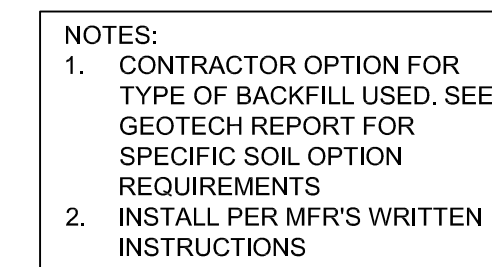 NOTES:
1. CONTRACTOR OPTION FOR
TYPE OF BACKFILL USED. SEE
GEOTECH REPORT FOR
SPECIFIC SOIL OPTION
REQUIREMENTS
2. INSTALL PER MFR'S WRITTEN
INSTRUCTIONS